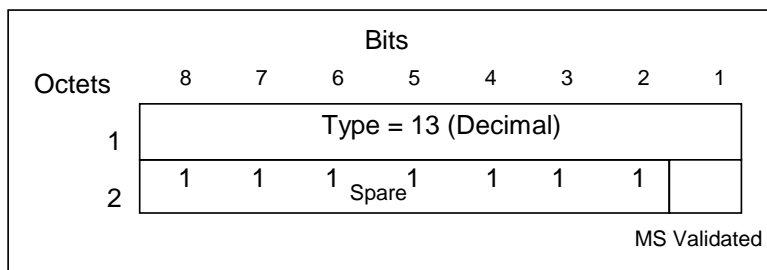 Bits
Octets 8 7 6 5 4 3 2 1
1 Type = 13 (Decimal)
2 1 1 1 1 1 1 1
Spare
MS Validated